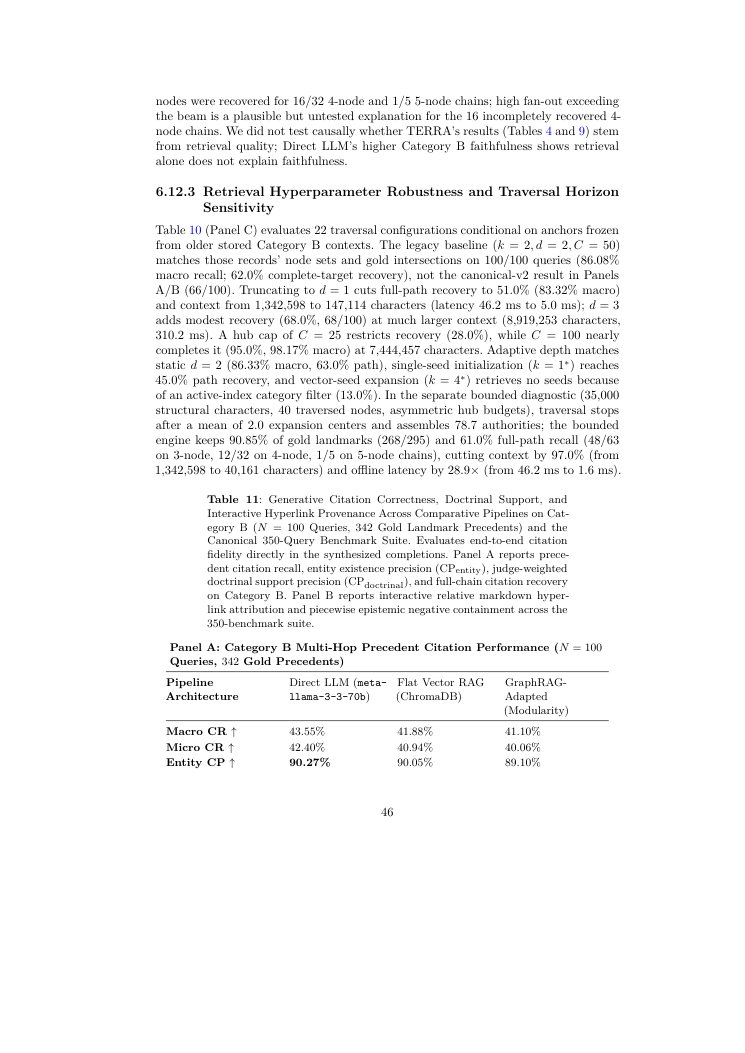 nodes were recovered for 16/32 4-node and 1/5 5-node chains; high fan-out exceeding
the beam is a plausible but untested explanation for the 16 incompletely recovered 4-
node chains. We did not test causally whether TERRA's results (Tables 4 and 9) stem
from retrieval quality; Direct LLM's higher Category B faithfulness shows retrieval
alone does not explain faithfulness.
6.12.3 Retrieval Hyperparameter Robustness and Traversal Horizon
Sensitivity
Table 10 (Panel C) evaluates 22 traversal configurations conditional on anchors frozen
from older stored Category B contexts. The legacy baseline (k = 2, d = 2, C = 50)
matches those records' node sets and gold intersections on 100/100 queries (86.08%
macro recall; 62.0% complete-target recovery), not the canonical-v2 result in Panels
A/B (66/100). Truncating to d = 1 cuts full-path recovery to 51.0% (83.32% macro)
and context from 1,342,598 to 147,114 characters (latency 46.2 ms to 5.0 ms); d = 3
adds modest recovery (68.0%, 68/100) at much larger context (8,919,253 characters,
310.2 ms). A hub cap of C = 25 restricts recovery (28.0%), while C = 100 nearly
completes it (95.0%, 98.17% macro) at 7,444,457 characters. Adaptive depth matches
static d = 2 (86.33% macro, 63.0% path), single-seed initialization (k = 1*) reaches
45.0% path recovery, and vector-seed expansion (k = 4*) retrieves no seeds because
of an active-index category filter (13.0%). In the separate bounded diagnostic (35,000
structural characters, 40 traversed nodes, asymmetric hub budgets), traversal stops
after a mean of 2.0 expansion centers and assembles 78.7 authorities; the bounded
engine keeps 90.85% of gold landmarks (268/295) and 61.0% full-path recall (48/63
on 3-node, 12/32 on 4-node, 1/5 on 5-node chains), cutting context by 97.0% (from
1,342,598 to 40,161 characters) and offline latency by 28.9× (from 46.2 ms to 1.6 ms).
Table 11: Generative Citation Correctness, Doctrinal Support, and
Interactive Hyperlink Provenance Across Comparative Pipelines on Cat-
egory B (N = 100 Queries, 342 Gold Landmark Precedents) and the
Canonical 350-Query Benchmark Suite. Evaluates end-to-end citation
fidelity directly in the synthesized completions. Panel A reports prece-
dent citation recall, entity existence precision (CPentity), judge-weighted
doctrinal support precision (CPdoctrinal), and full-chain citation recovery
on Category B. Panel B reports interactive relative markdown hyper-
link attribution and piecewise epistemic negative containment across the
350-benchmark suite.
Panel A: Category B Multi-Hop Precedent Citation Performance (N = 100
Queries, 342 Gold Precedents)
Pipeline Direct LLM (meta- Flat Vector RAG GraphRAG-
Architecture llama-3-3-70b) (ChromaDB) Adapted
(Modularity)
Macro CR ↑ 43.55% 41.88% 41.10%
Micro CR ↑ 42.40% 40.94% 40.06%
Entity CP ↑ 90.27% 90.05% 89.10%
46